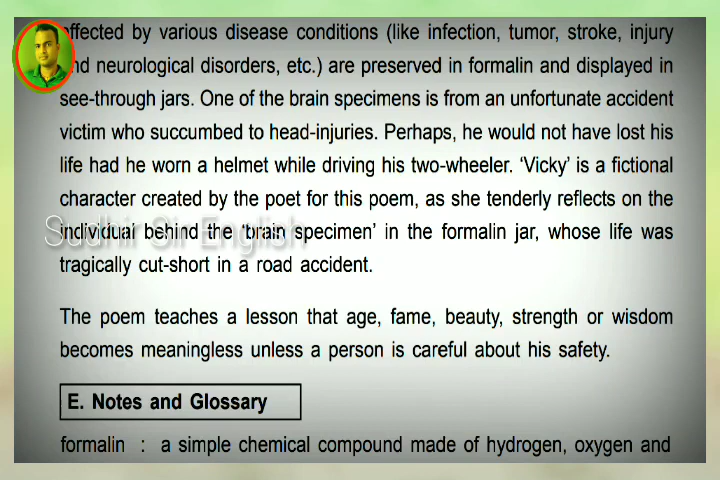 affected by various disease conditions (like infection, tumor, stroke, injury
and neurological disorders, etc.) are preserved in formalin and displayed in
see-through jars. One of the brain specimens is from an unfortunate accident
victim who succumbed to head-injuries. Perhaps, he would not have lost his
life had he worn a helmet while driving his two-wheeler. ‘Vicky’ is a fictional
character created by the poet for this poem, as she tenderly reflects on the
individual behind the ‘brain specimen’ in the formalin jar, whose life was
Sudhir Sir English
tragically cut-short in a road accident.
The poem teaches a lesson that age, fame, beauty, strength or wisdom
becomes meaningless unless a person is careful about his safety.
E. Notes and Glossary
formalin : a simple chemical compound made of hydrogen, oxygen and